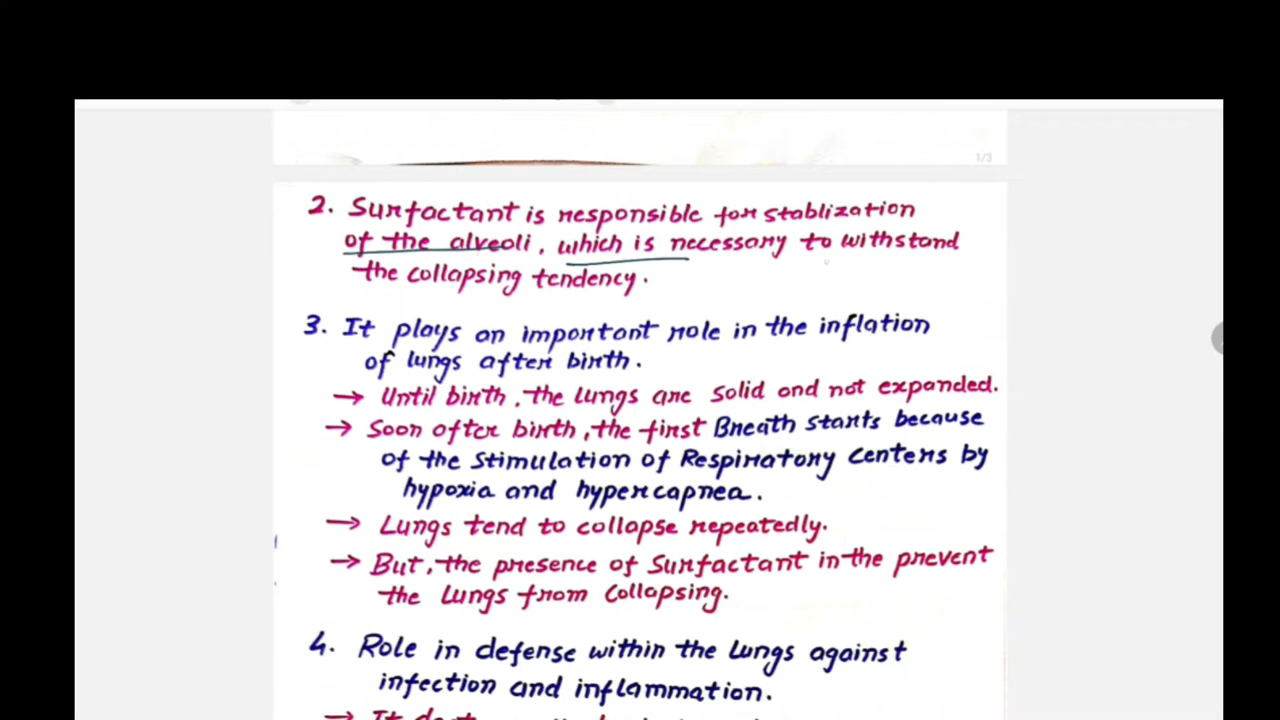 1/3
2. Surfactant is responsible for stablization
of the alveoli, which is necessary to withstand
the collapsing tendency.
3. It plays an important role in the inflation
of lungs after birth.
→ Until birth, the lungs are solid and not expanded.
→ Soon after birth, the first Breath starts because
of the stimulation of Respiratory centers by
hypoxia and hypercapnea.
→ Lungs tend to collapse repeatedly.
→ But, the presence of Surfactant in the prevent
the lungs from collapsing.
4. Role in defense within the lungs against
infection and inflammation.
→ It